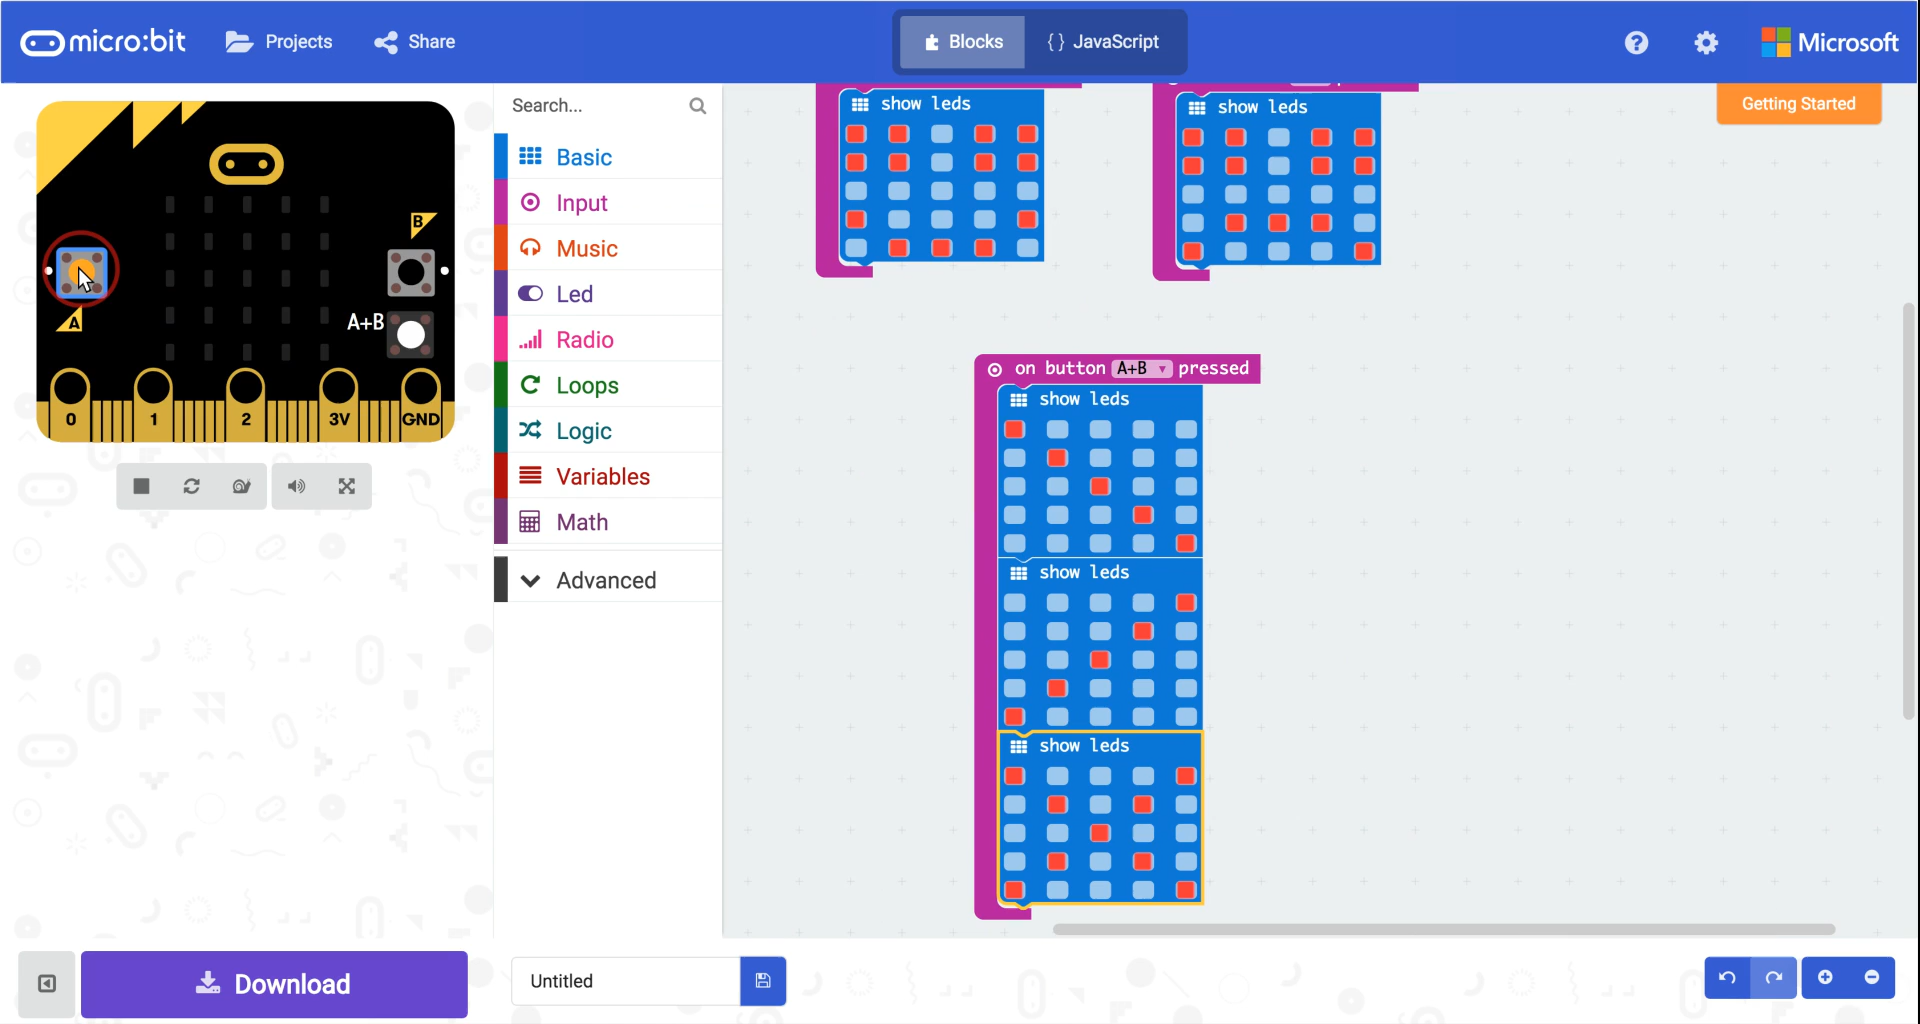 micro:bit
Projects
Share
Blocks
{} JavaScript
Microsoft
Search...
Basic
Input
Music
Led
Radio
Loops
Logic
Variables
Math
Advanced
B
A
A+B
0 1 2 3V GND
show leds
show leds
Getting Started
on button A+B pressed
show leds
show leds
show leds
Download
Untitled